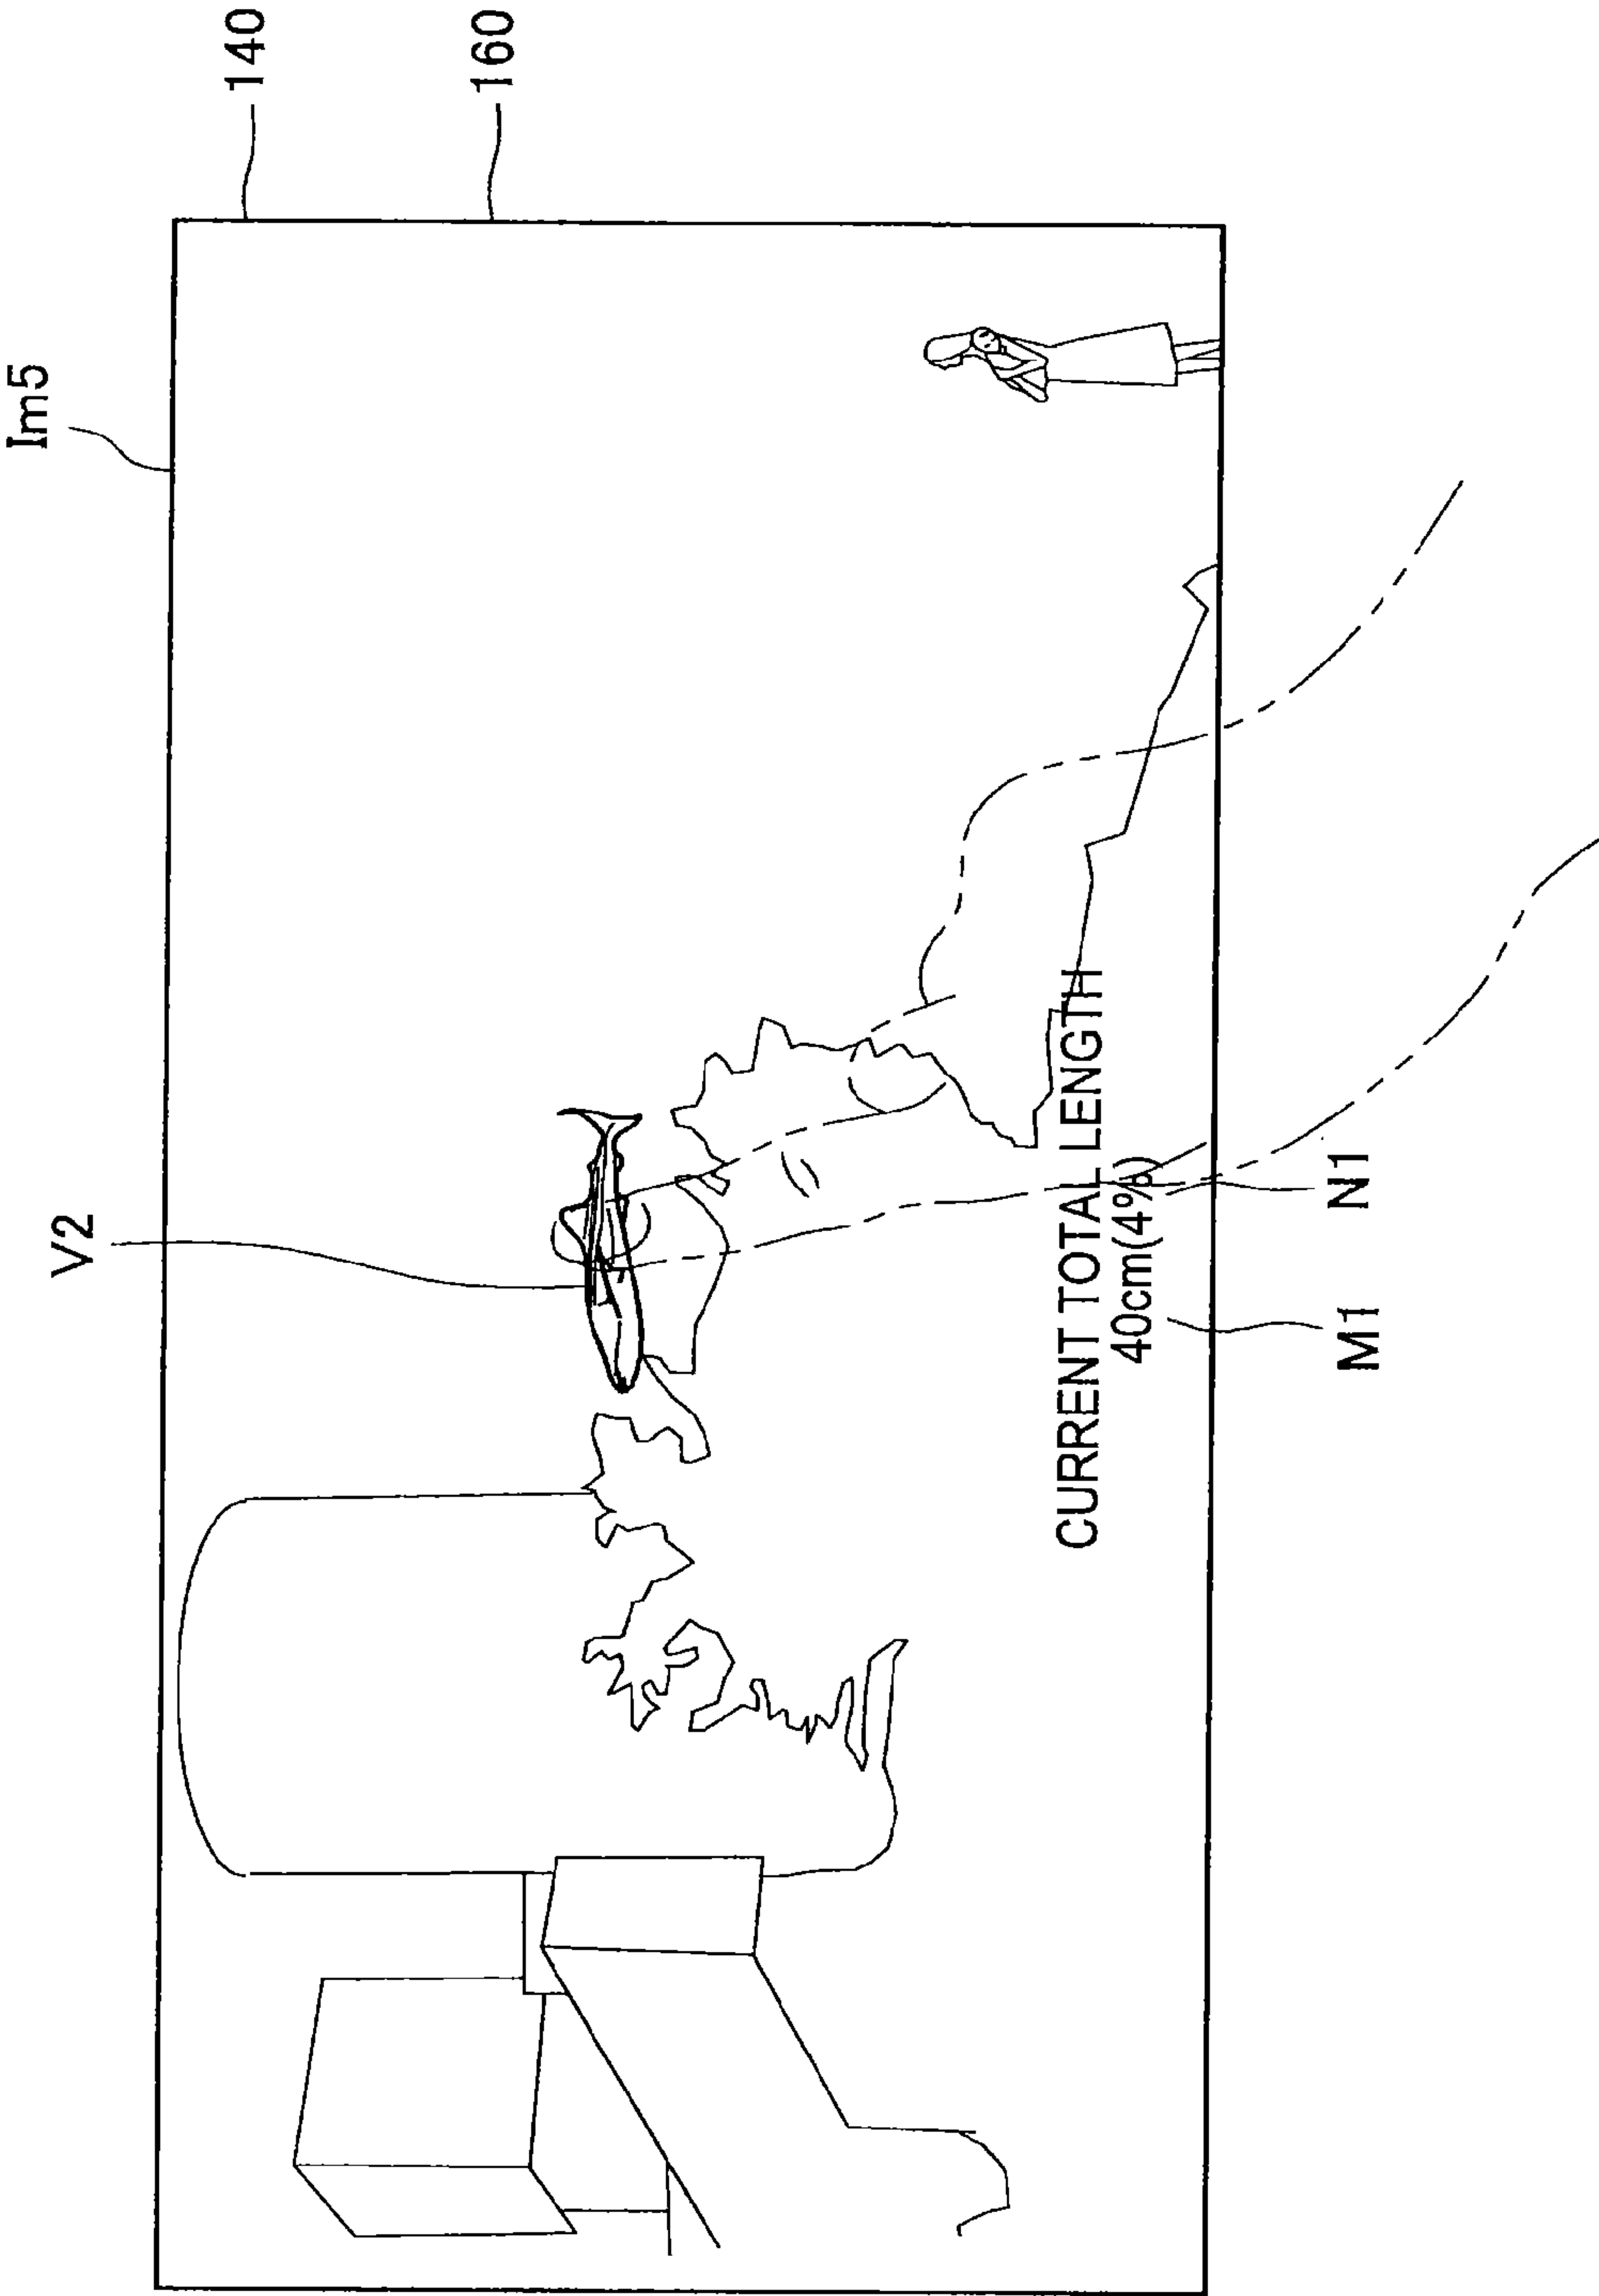 V2
Im5
140
160
CURRENT TOTAL LENGTH
40cm(4%)
M1
N1